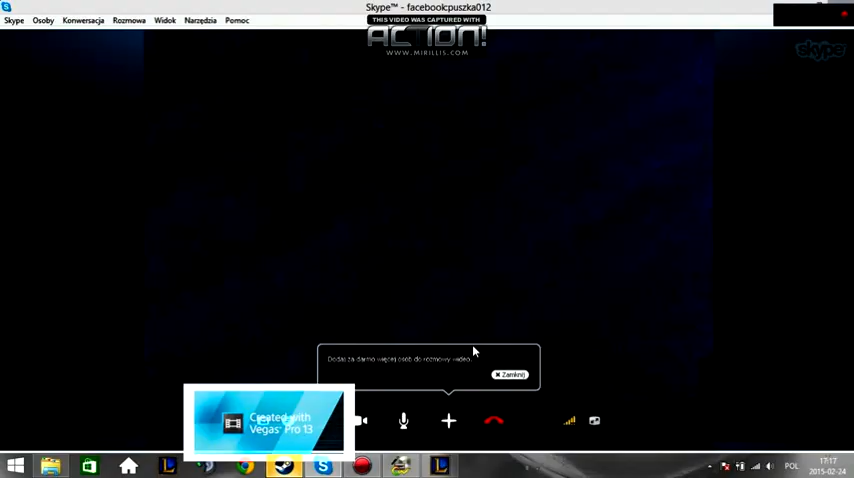 Skype™ - facebook:puszka012
Skype Osoby Konwersacja Rozmowa Widok Narzędzia Pomoc
THIS VIDEO WAS CAPTURED WITH
ACTION!
WWW.MIRILLIS.COM
skype
Dodaj za darmo więcej osób do rozmowy wideo.
Zamknij
Created with
Vegas Pro 13
POL
17:17
2015-02-24